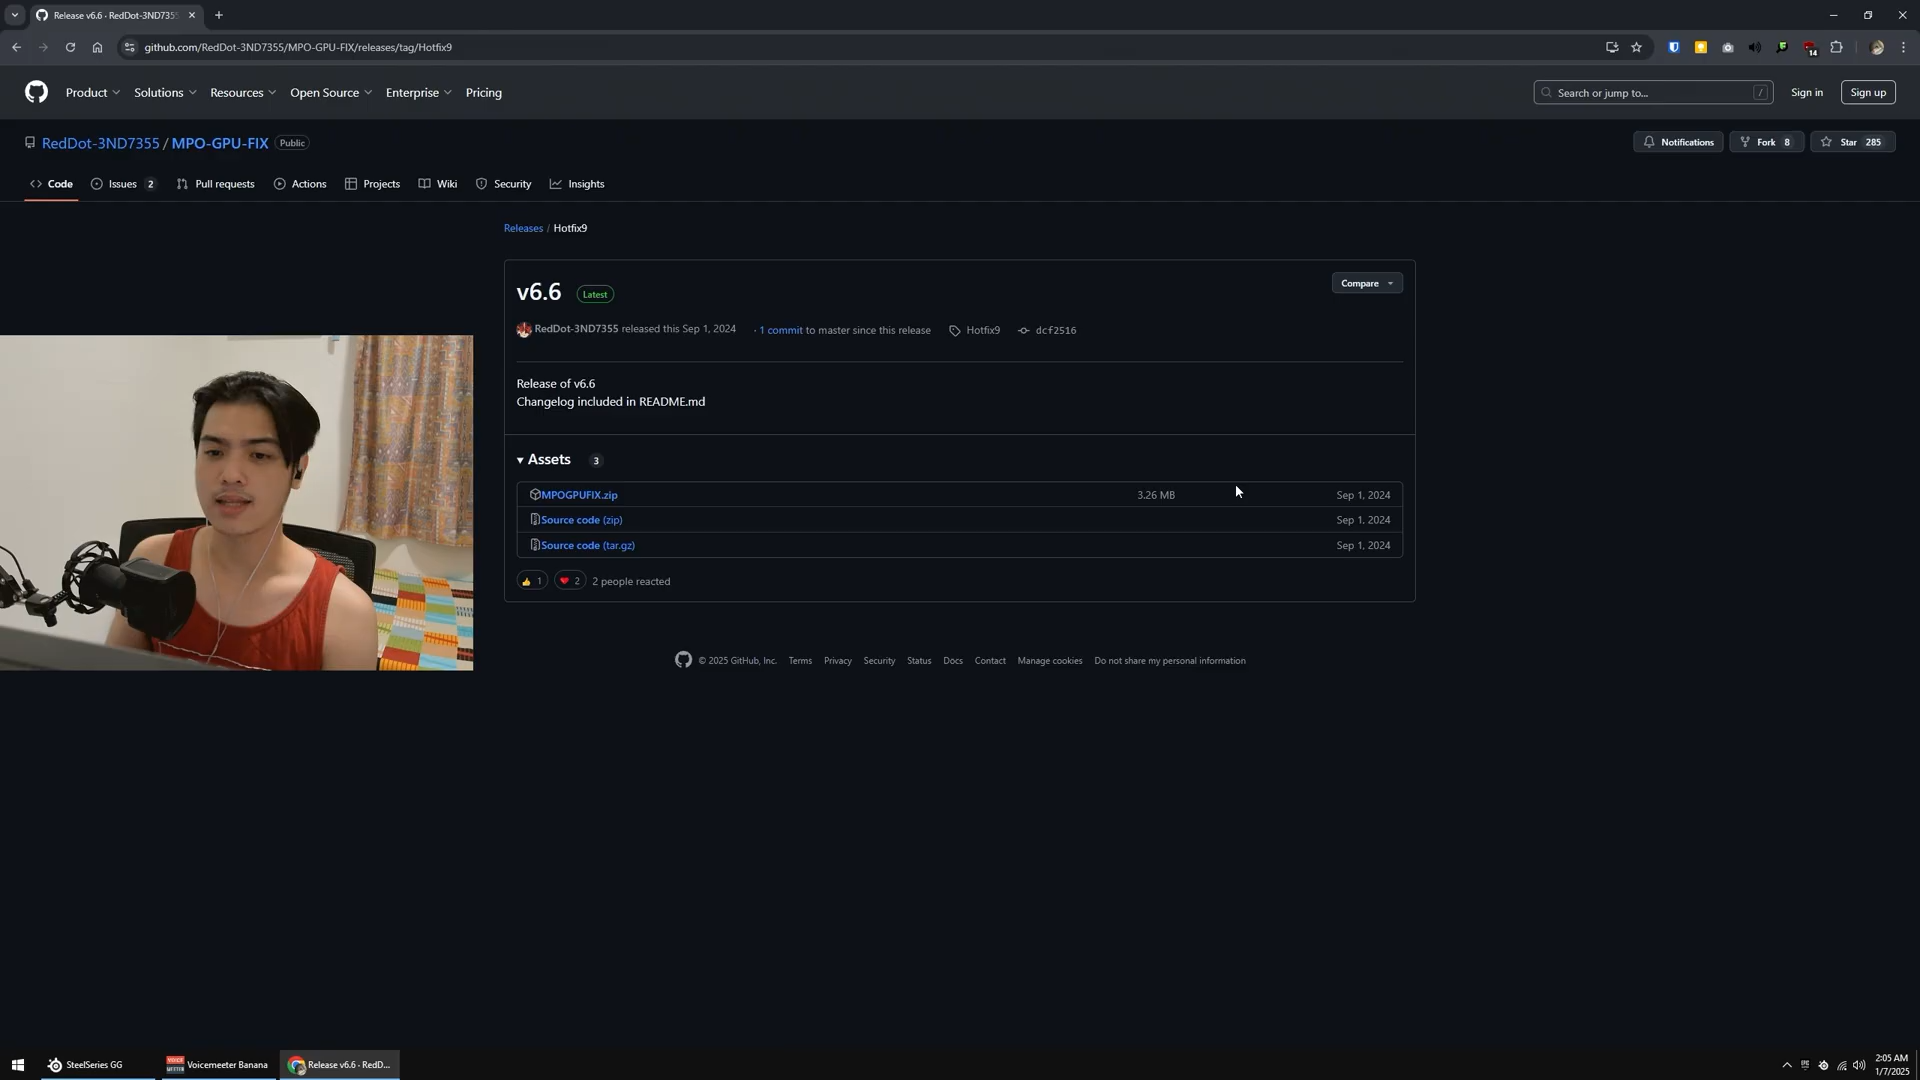 Release v6.6 · RedDot-3ND735
github.com/RedDot-3ND7355/MPO-GPU-FIX/releases/tag/Hotfix9
14
Product Solutions Resources Open Source Enterprise Pricing
Search or jump to... /
Sign in
Sign up
RedDot-3ND7355 / MPO-GPU-FIX Public
Notifications
Fork 8
Star 285
Code Issues 2 Pull requests Actions Projects Wiki Security Insights
Releases / Hotfix9
v6.6 Latest
Compare
RedDot-3ND7355 released this Sep 1, 2024 · 1 commit to master since this release Hotfix9 dcf2516
Release of v6.6
Changelog included in README.md
Assets 3
MPOGPUFIX.zip 3.26 MB Sep 1, 2024
Source code (zip) Sep 1, 2024
Source code (tar.gz) Sep 1, 2024
1 2 2 people reacted
© 2025 GitHub, Inc. Terms Privacy Security Status Docs Contact Manage cookies Do not share my personal information
SteelSeries GG
VOICE MEETER
Voicemeeter Banana
Release v6.6 · RedD...
2:05 AM
1/7/2025